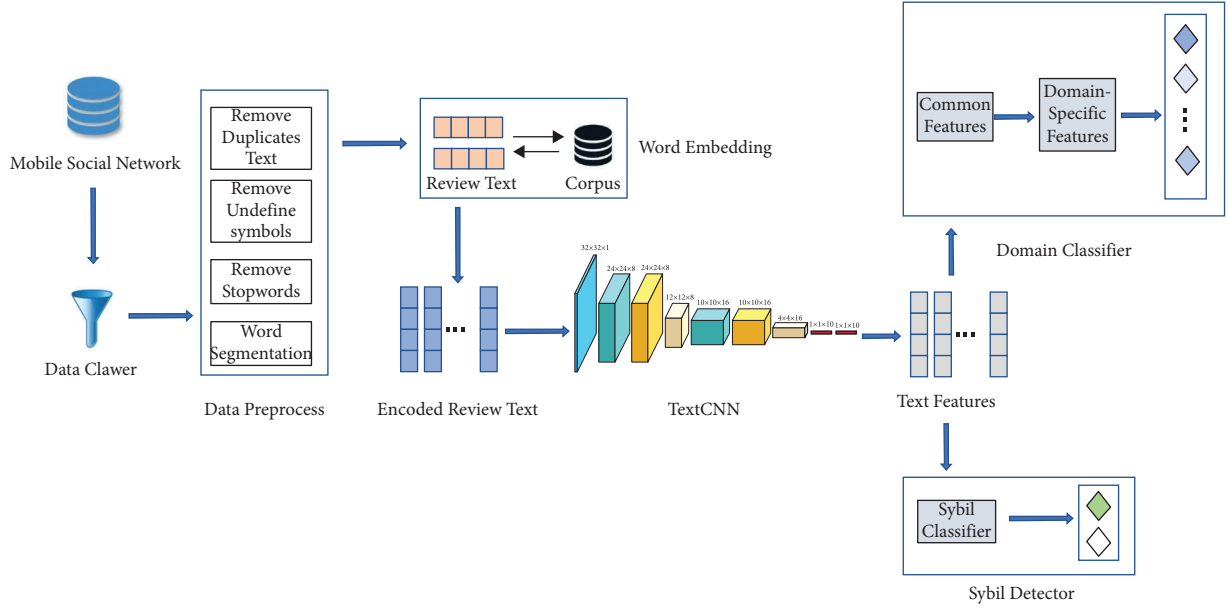 Mobile Social Network
Data Clawer
Remove
Duplicates
Text
Remove
Undefine
symbols
Remove
Stopwords
Word
Segmentation
Data Preprocess
Review Text
Corpus
Word Embedding
Encoded Review Text
32×32×1
24×24×8
24×24×8
12×12×8
10×10×16
10×10×16
4×4×16
1×1×10
1×1×10
TextCNN
Common
Features
Domain-
Specific
Features
Domain Classifier
Text Features
Sybil
Classifier
Sybil Detector